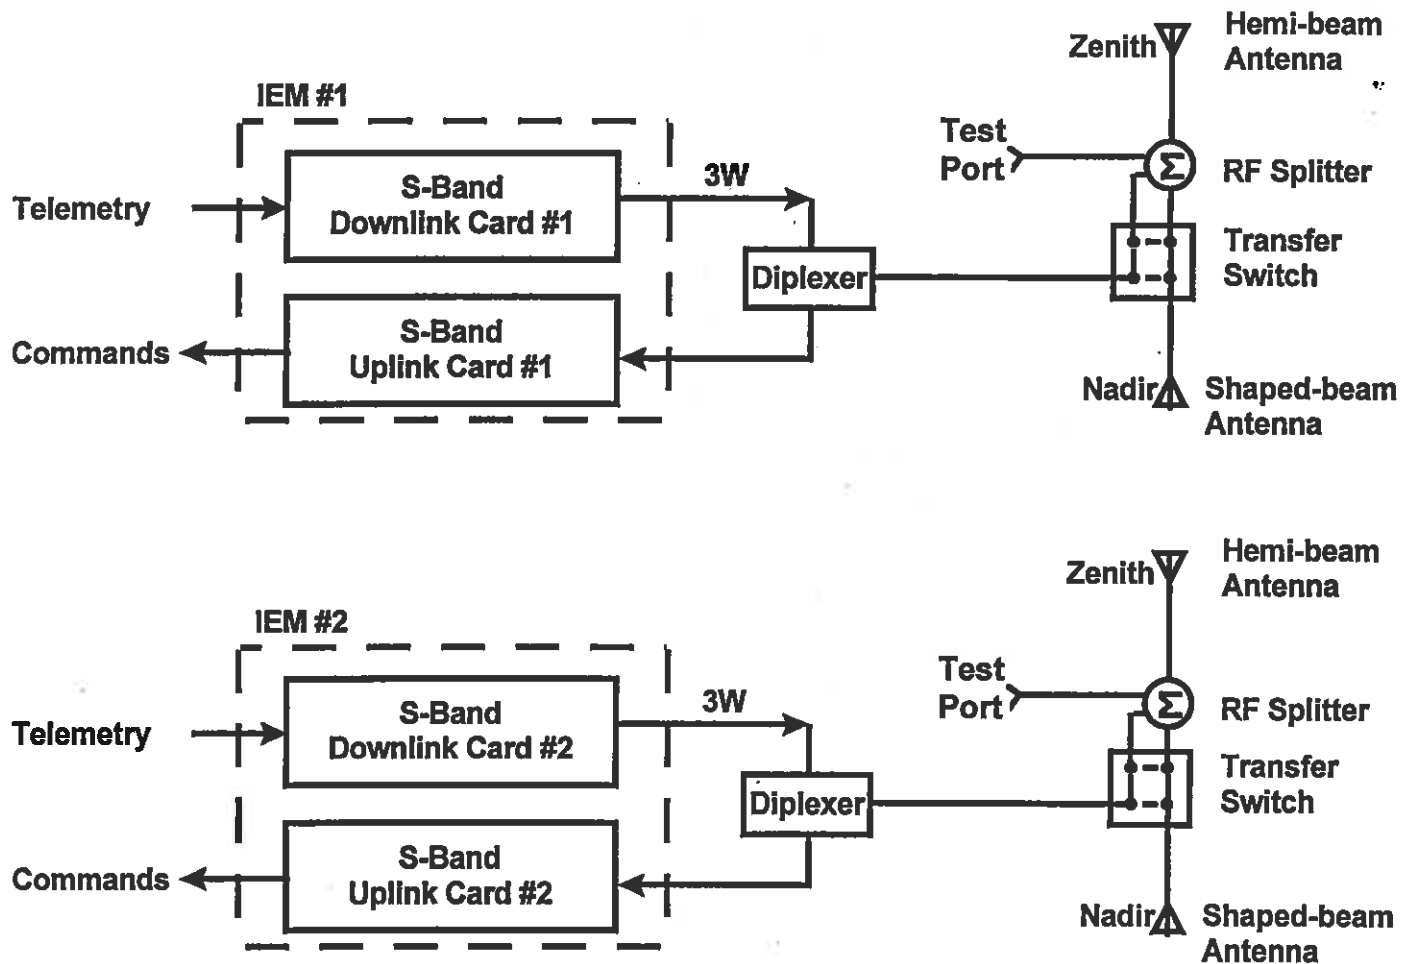 Zenith
Hemi-beam
Antenna
IEM #1
Test
Port
Σ
RF Splitter
3W
S-Band
Downlink Card #1
Telemetry
Transfer
Switch
Diplexer
S-Band
Uplink Card #1
Commands
Nadir
Shaped-beam
Antenna
Zenith
Hemi-beam
Antenna
IEM #2
Test
Port
Σ
RF Splitter
3W
S-Band
Downlink Card #2
Telemetry
Transfer
Switch
Diplexer
S-Band
Uplink Card #2
Commands
Nadir
Shaped-beam
Antenna